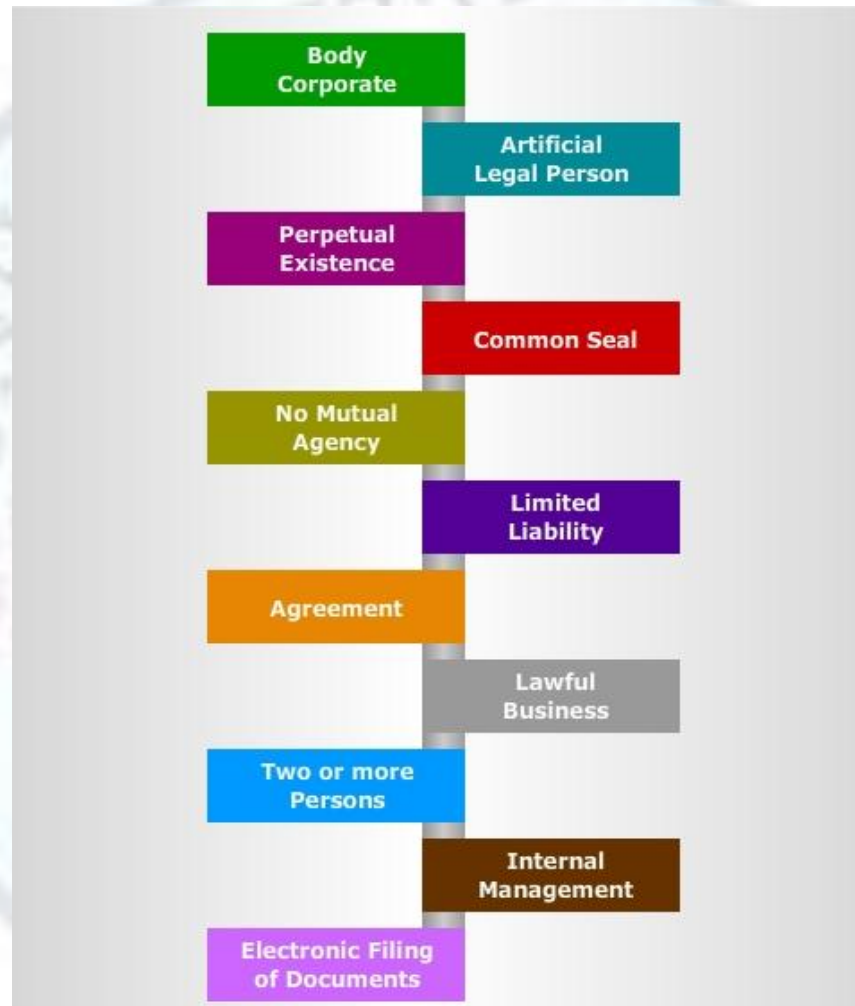 Body
Corporate
Artificial
Legal Person
Perpetual
Existence
Common Seal
No Mutual
Agency
Limited
Liability
Agreement
Lawful
Business
Two or more
Persons
Internal
Management
Electronic Filing
of Documents